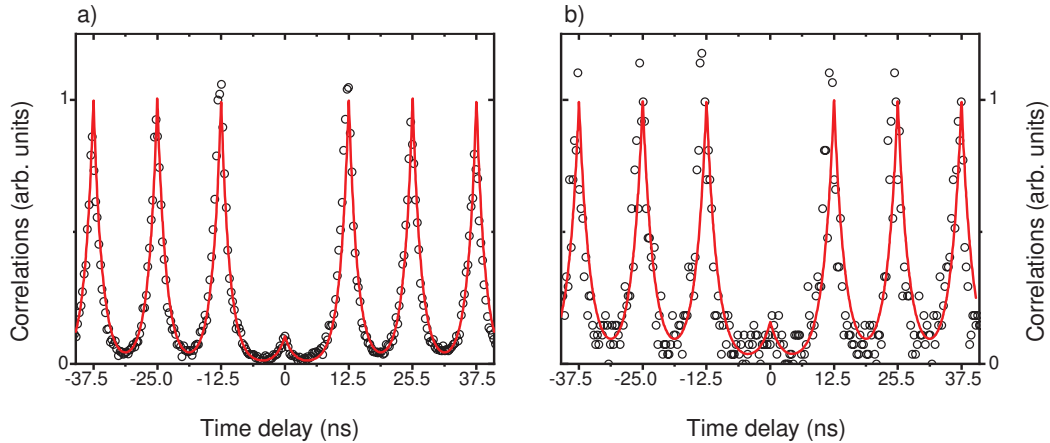 a)
b)
Correlations (arb. units)
1
0
-37.5 -25.0 -12.5 0 12.5 25.5 37.5
Time delay (ns)
-37.5 -25.0 -12.5 0 12.5 25.5 37.5
Time delay (ns)
1
0
Correlations (arb. units)